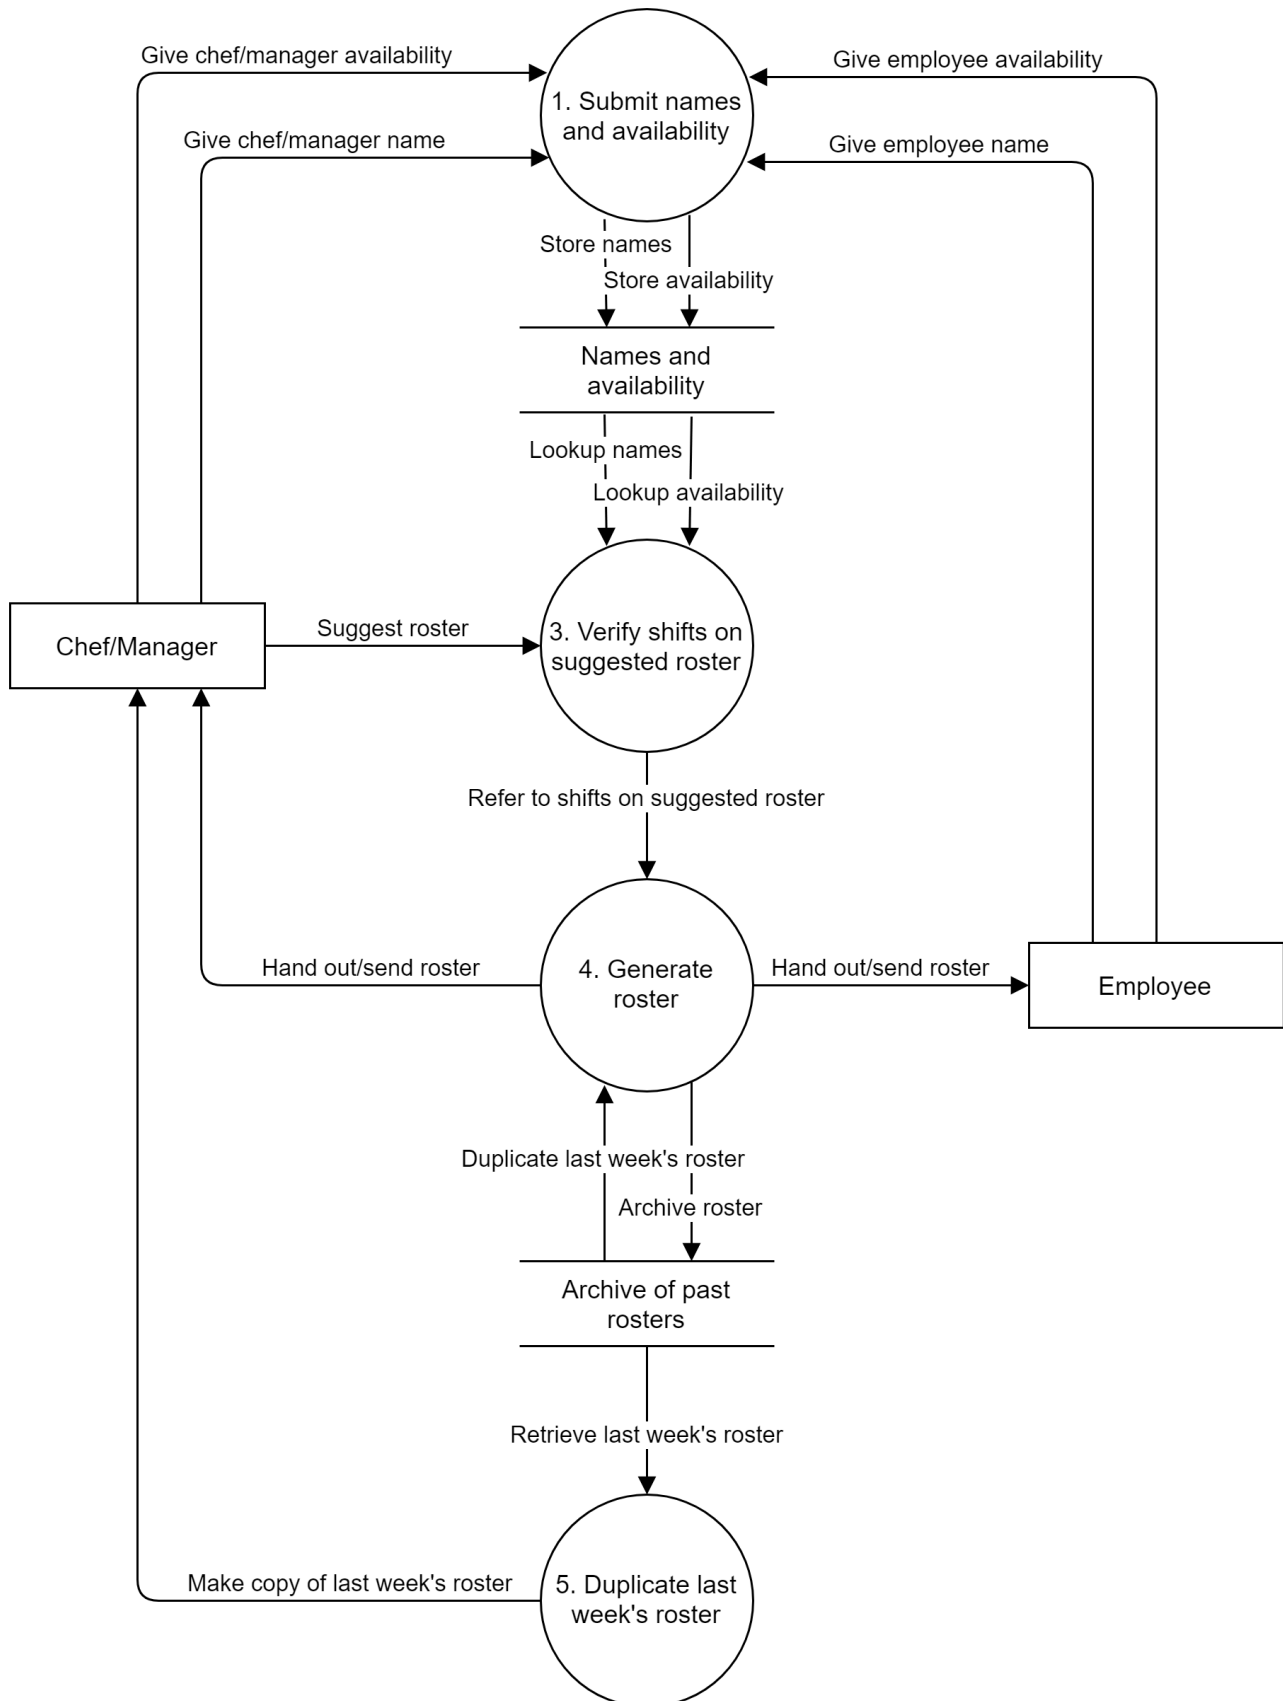 Give chef/manager availability
Give employee availability
1. Submit names
and availability
Give chef/manager name
Give employee name
Store names
Store availability
Names and
availability
Lookup names
Lookup availability
Chef/Manager
Suggest roster
3. Verify shifts on
suggested roster
Refer to shifts on suggested roster
Hand out/send roster
4. Generate
roster
Hand out/send roster
Employee
Duplicate last week's roster
Archive roster
Archive of past
rosters
Retrieve last week's roster
Make copy of last week's roster
5. Duplicate last
week's roster